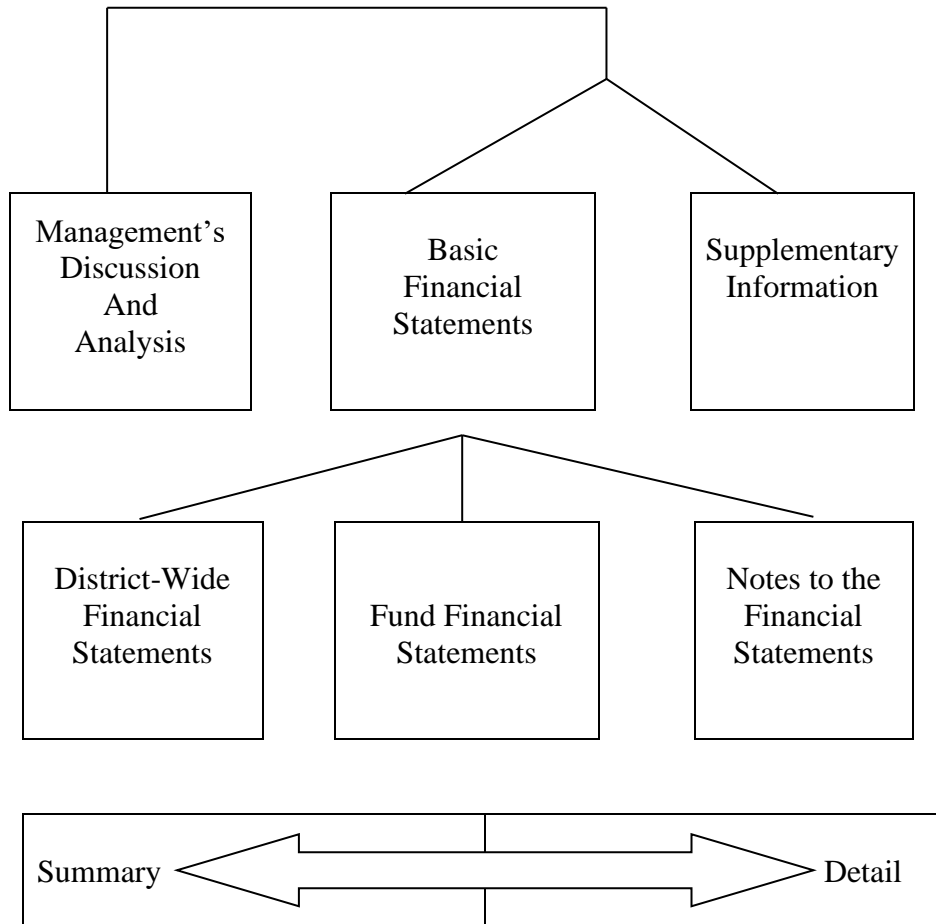 Management’s
Discussion
And
Analysis
Basic
Financial
Statements
Supplementary
Information
District-Wide
Financial
Statements
Fund Financial
Statements
Notes to the
Financial
Statements
Summary
Detail